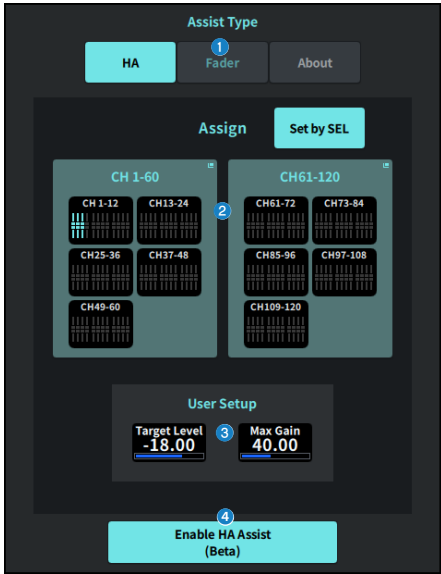 Assist Type
1
HA Fader About
Assign Set by SEL
CH 1-60 CH61-120
2
CH 1-12 CH13-24 CH61-72 CH73-84
CH25-36 CH37-48 CH85-96 CH97-108
CH49-60 CH109-120
User Setup
Target Level 3 Max Gain
-18.00 40.00
4
Enable HA Assist
(Beta)